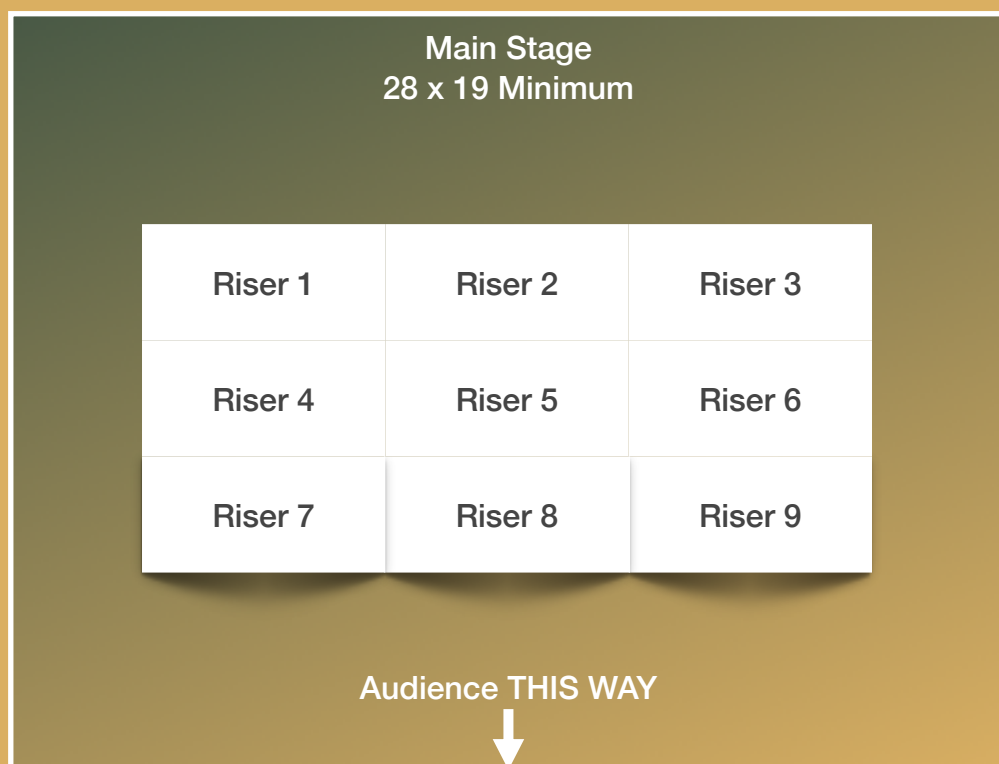 Main Stage
28 x 19 Minimum
Riser 1
Riser 2
Riser 3
Riser 4
Riser 5
Riser 6
Riser 7
Riser 8
Riser 9
Audience THIS WAY